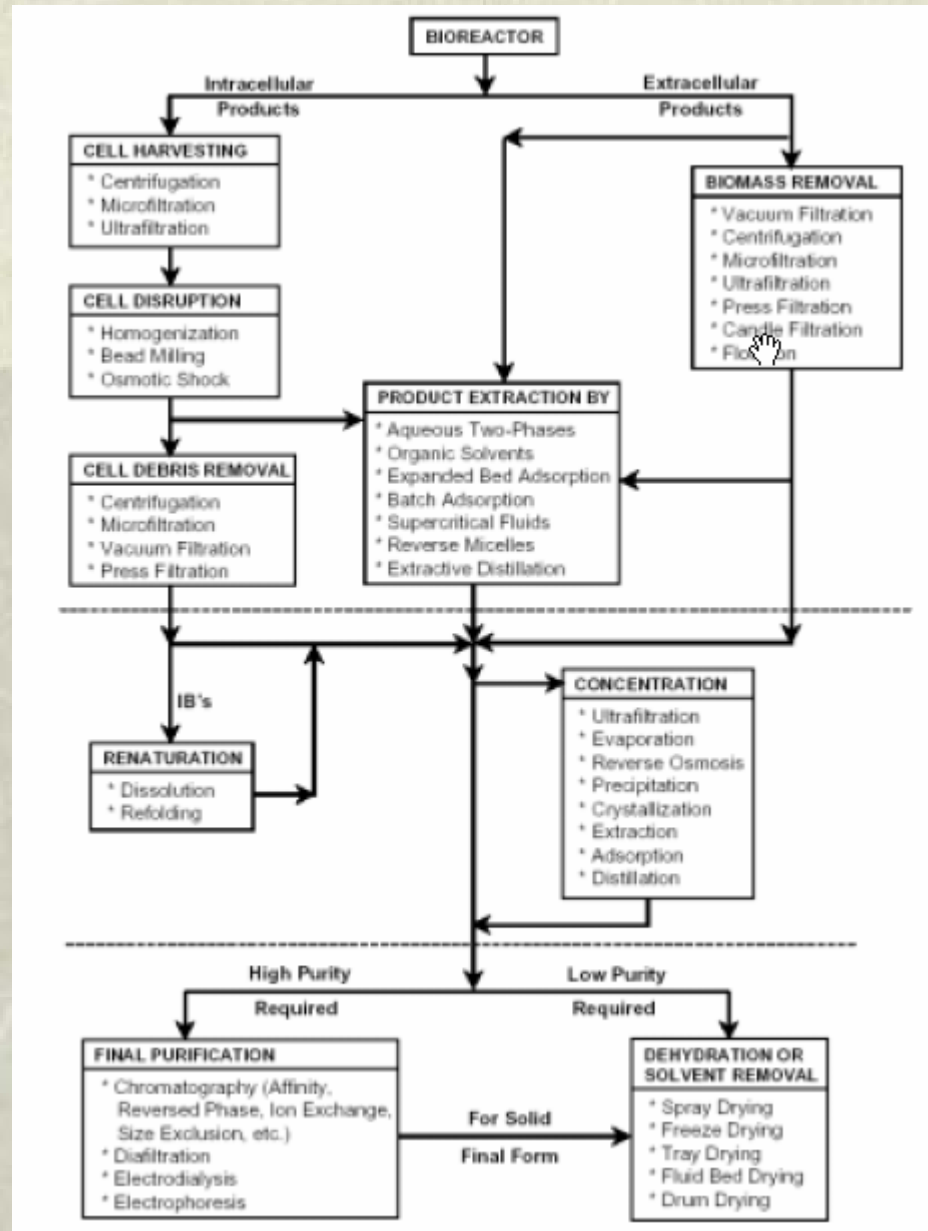 BIOREACTOR
Intracellular
Products
Extracellular
Products
CELL HARVESTING
* Centrifugation
* Microfiltration
* Ultrafiltration
BIOMASS REMOVAL
* Vacuum Filtration
* Centrifugation
* Microfiltration
* Ultrafiltration
* Press Filtration
* Candle Filtration
CELL DISRUPTION
* Homogenization
* Bead Milling
* Osmotic Shock
PRODUCT EXTRACTION BY
* Aqueous Two-Phases
* Organic Solvents
* Expanded Bed Adsorption
* Batch Adsorption
* Supercritical Fluids
* Reverse Micelles
* Extractive Distillation
CELL DEBRIS REMOVAL
* Centrifugation
* Microfiltration
* Vacuum Filtration
* Press Filtration
IB's
RENATURATION
* Dissolution
* Refolding
CONCENTRATION
* Ultrafiltration
* Evaporation
* Reverse Osmosis
* Precipitation
* Crystallization
* Extraction
* Adsorption
* Distillation
High Purity
Required
Low Purity
Required
FINAL PURIFICATION
* Chromatography (Affinity,
Reversed Phase, Ion Exchange,
Size Exclusion, etc.)
* Diafiltration
* Electrodialysis
* Electrophoresis
For Solid
Final Form
DEHYDRATION OR
SOLVENT REMOVAL
* Spray Drying
* Freeze Drying
* Tray Drying
* Fluid Bed Drying
* Drum Drying